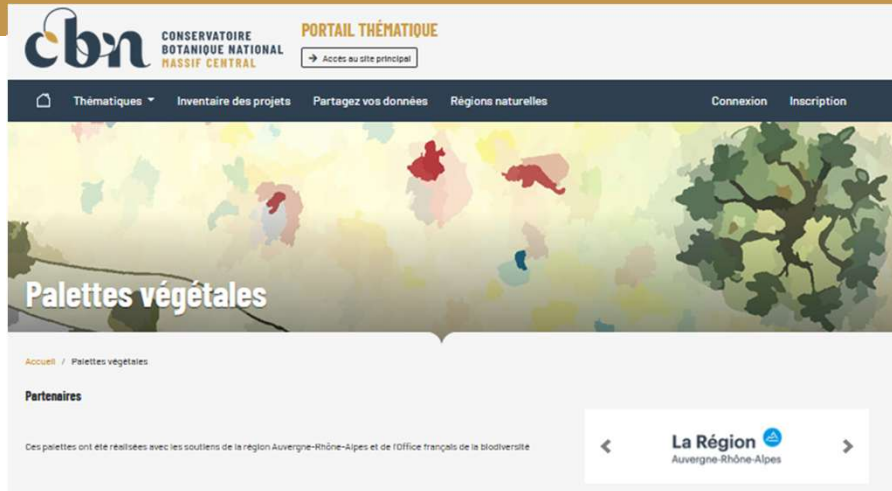 cbn
CONSERVATOIRE
BOTANIQUE NATIONAL
MASSIF CENTRAL
PORTAIL THÉMATIQUE
→ Accès au site principal
Thématiques
Inventaire des projets
Partagez vos données
Régions naturelles
Connexion
Inscription
Palettes végétales
Accueil / Palettes végétales
Partenaires
Ces palettes ont été réalisées avec les soutiens de la région Auvergne-Rhône-Alpes et de l'Office français de la biodiversité
La Région
Auvergne-Rhône-Alpes